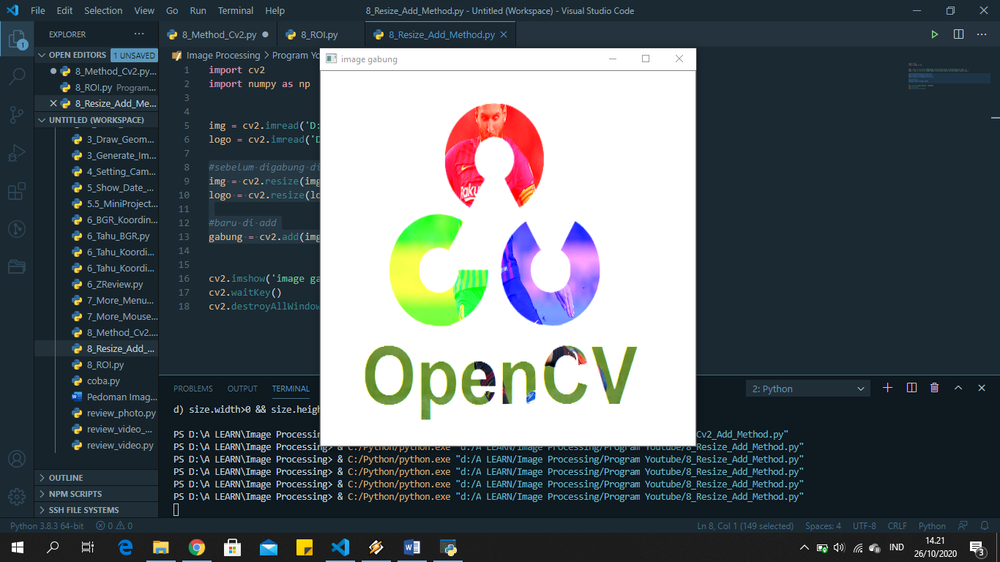 File Edit Selection View Go Run Terminal Help
8_Resize_Add_Method.py - Untitled (Workspace) - Visual Studio Code
EXPLORER
8_Method_Cv2.py
8_ROI.py
8_Resize_Add_Method.py
OPEN EDITORS 1 UNSAVED
8_Method_Cv2.py...
8_ROI.py Program...
8_Resize_Add_Me...
UNTITLED (WORKSPACE)
3_Draw_Geom...
3_Generate_Im...
4_Setting_Cam...
5_Show_Date_...
5.5_MiniProject...
6_BGR_Koordin...
6_Tahu_BGR.py
6_Tahu_Koordi...
6_Tahu_Koordi...
6_ZReview.py
7_More_Menu...
7_More_Mouse...
8_Method_Cv2....
8_Resize_Add_...
8_ROI.py
coba.py
Pedoman Imag...
review_photo.py
review_video_...
review_video.py
OUTLINE
NPM SCRIPTS
SSH FILE SYSTEMS
1
Image Processing > Program Yo
1 import cv2
2 import numpy as np
3
4
5 img = cv2.imread('D:
6 logo = cv2.imread('D
7
8 #sebelum digabung di
9 img = cv2.resize(img
10 logo = cv2.resize(lo
11
12 #baru di add
13 gabung = cv2.add(img
14
15
16 cv2.imshow('image ga
17 cv2.waitKey()
18 cv2.destroyAllWindow
image gabung
Raku
OpenCV
PROBLEMS OUTPUT TERMINAL
2: Python
d) size.width>0 && size.heigh
PS D:\A LEARN\Image Processing
Cv2_Add_Method.py"
PS D:\A LEARN\Image Processing> & C:/Python/python.exe "d:/A LEARN/Image Processing/Program Youtube/8_Resize_Add_Method.py"
PS D:\A LEARN\Image Processing> & C:/Python/python.exe "d:/A LEARN/Image Processing/Program Youtube/8_Resize_Add_Method.py"
PS D:\A LEARN\Image Processing> & C:/Python/python.exe "d:/A LEARN/Image Processing/Program Youtube/8_Resize_Add_Method.py"
PS D:\A LEARN\Image Processing> & C:/Python/python.exe "d:/A LEARN/Image Processing/Program Youtube/8_Resize_Add_Method.py"
PS D:\A LEARN\Image Processing> & C:/Python/python.exe "d:/A LEARN/Image Processing/Program Youtube/8_Resize_Add_Method.py"
Python 3.8.3 64-bit 0 0
Ln 8, Col 1 (149 selected) Spaces: 4 UTF-8 CRLF Python
IND
14.21
26/10/2020
3